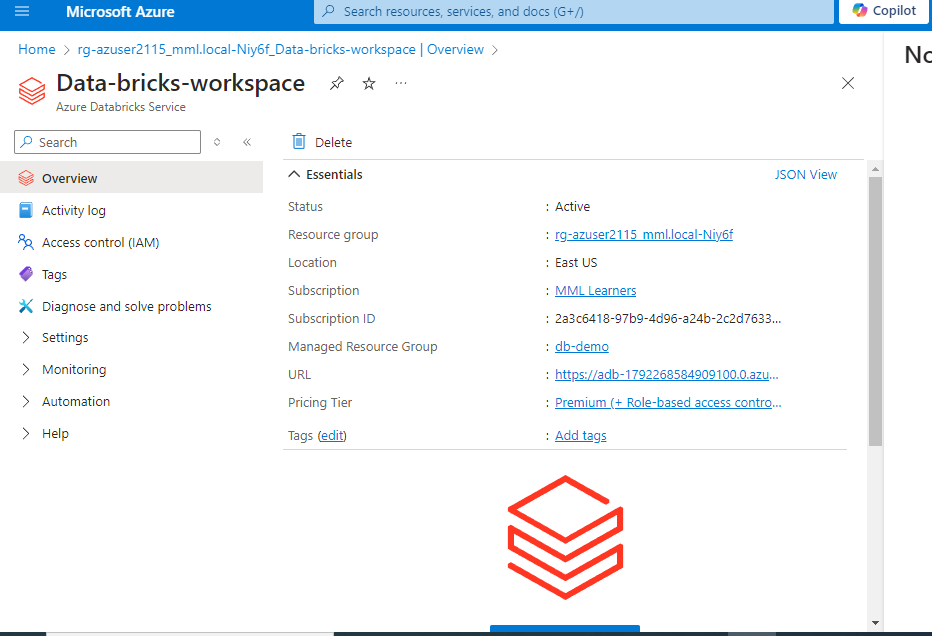 Microsoft Azure
Search resources, services, and docs (G+/)
Copilot
Home > rg-azuser2115_mml.local-Niy6f_Data-bricks-workspace | Overview >
No
Data-bricks-workspace
Azure Databricks Service
Search
Delete
Overview
Activity log
Access control (IAM)
Tags
Diagnose and solve problems
Settings
Monitoring
Automation
Help
Essentials
JSON View
Status : Active
Resource group : rg-azuser2115_mml.local-Niy6f
Location : East US
Subscription : MML Learners
Subscription ID : 2a3c6418-97b9-4d96-a24b-2c2d7633...
Managed Resource Group : db-demo
URL : https://adb-1792268584909100.0.azu...
Pricing Tier : Premium (+ Role-based access contro...
Tags (edit) : Add tags